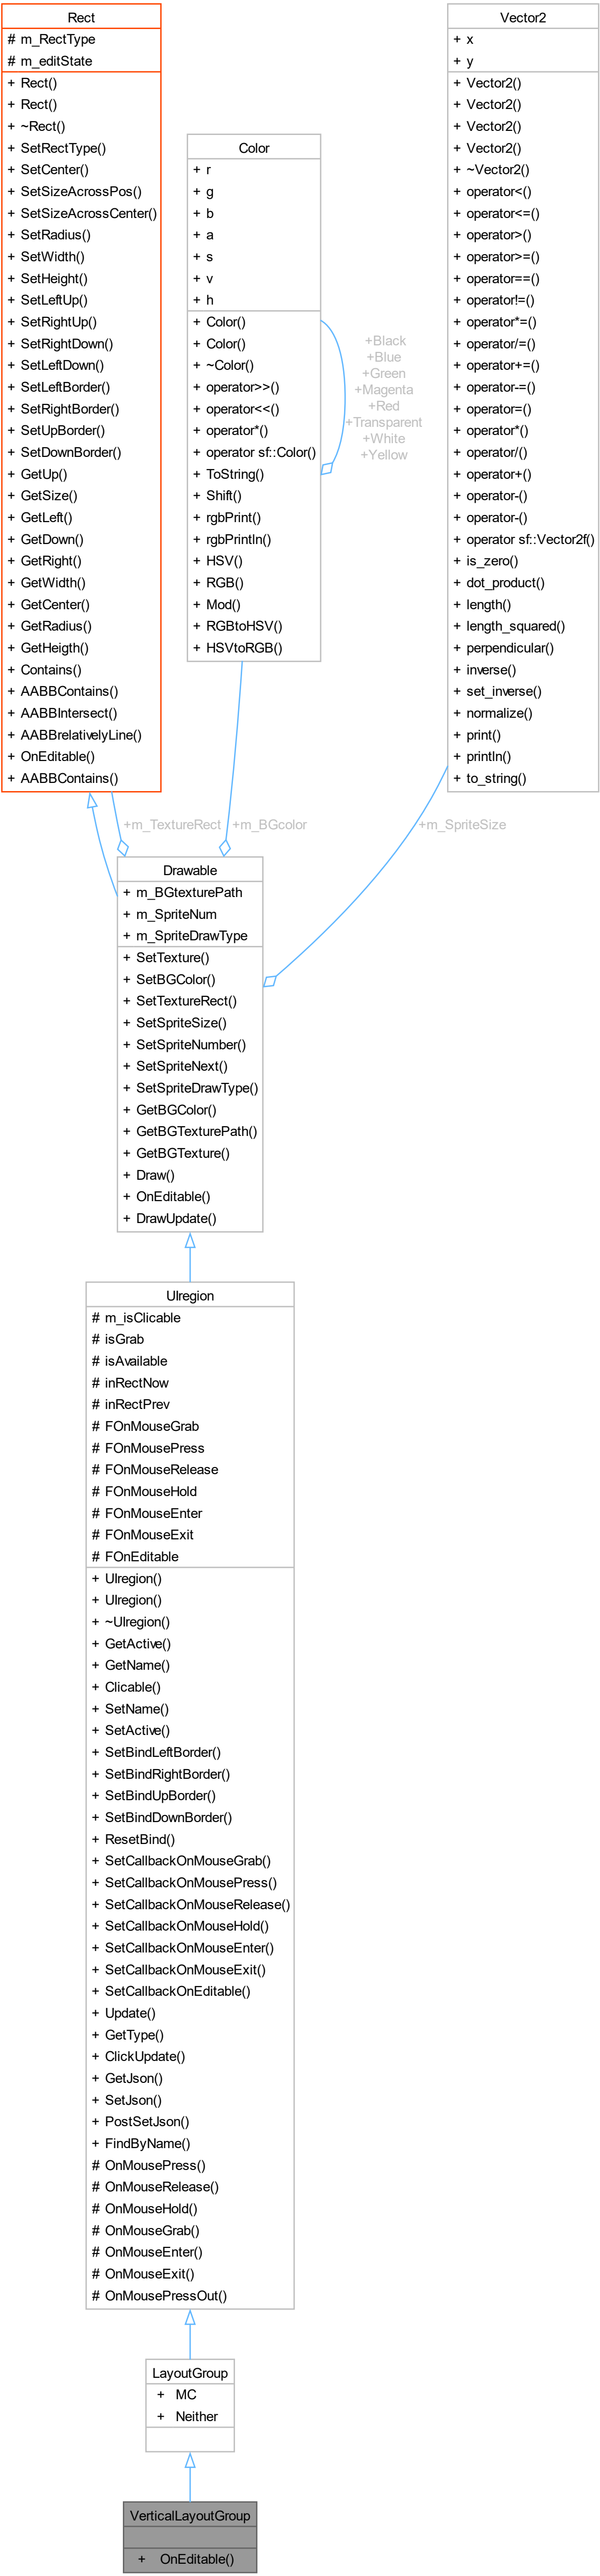 Rect
# m_RectType
# m_editState
+ Rect()
+ Rect()
+ ~Rect()
+ SetRectType()
+ SetCenter()
+ SetSizeAcrossPos()
+ SetSizeAcrossCenter()
+ SetRadius()
+ SetWidth()
+ SetHeight()
+ SetLeftUp()
+ SetRightUp()
+ SetRightDown()
+ SetLeftDown()
+ SetLeftBorder()
+ SetRightBorder()
+ SetUpBorder()
+ SetDownBorder()
+ GetUp()
+ GetSize()
+ GetLeft()
+ GetDown()
+ GetRight()
+ GetWidth()
+ GetCenter()
+ GetRadius()
+ GetHeigth()
+ Contains()
+ AABBContains()
+ AABBIntersect()
+ AABBrelativelyLine()
+ OnEditable()
+ AABBContains()
Color
+ r
+ g
+ b
+ a
+ s
+ v
+ h
+ Color()
+ Color()
+ ~Color()
+ operator>>()
+ operator<<()
+ operator*()
+ operator sf::Color()
+ ToString()
+ Shift()
+ rgbPrint()
+ rgbPrintln()
+ HSV()
+ RGB()
+ Mod()
+ RGBtoHSV()
+ HSVtoRGB()
+Black
+Blue
+Green
+Magenta
+Red
+Transparent
+White
+Yellow
Vector2
+ x
+ y
+ Vector2()
+ Vector2()
+ Vector2()
+ Vector2()
+ ~Vector2()
+ operator<()
+ operator<=()
+ operator>()
+ operator>=()
+ operator==()
+ operator!=()
+ operator*=()
+ operator/=()
+ operator+=()
+ operator-=()
+ operator=()
+ operator*()
+ operator/()
+ operator+()
+ operator-()
+ operator-()
+ operator sf::Vector2f()
+ is_zero()
+ dot_product()
+ length()
+ length_squared()
+ perpendicular()
+ inverse()
+ set_inverse()
+ normalize()
+ print()
+ println()
+ to_string()
+m_TextureRect
+m_BGcolor
+m_SpriteSize
Drawable
+ m_BGtexturePath
+ m_SpriteNum
+ m_SpriteDrawType
+ SetTexture()
+ SetBGColor()
+ SetTextureRect()
+ SetSpriteSize()
+ SetSpriteNumber()
+ SetSpriteNext()
+ SetSpriteDrawType()
+ GetBGColor()
+ GetBGTexturePath()
+ GetBGTexture()
+ Draw()
+ OnEditable()
+ DrawUpdate()
UIregion
# m_isClicable
# isGrab
# isAvailable
# inRectNow
# inRectPrev
# FOnMouseGrab
# FOnMousePress
# FOnMouseRelease
# FOnMouseHold
# FOnMouseEnter
# FOnMouseExit
# FOnEditable
+ UIregion()
+ UIregion()
+ ~UIregion()
+ GetActive()
+ GetName()
+ Clicable()
+ SetName()
+ SetActive()
+ SetBindLeftBorder()
+ SetBindRightBorder()
+ SetBindUpBorder()
+ SetBindDownBorder()
+ ResetBind()
+ SetCallbackOnMouseGrab()
+ SetCallbackOnMousePress()
+ SetCallbackOnMouseRelease()
+ SetCallbackOnMouseHold()
+ SetCallbackOnMouseEnter()
+ SetCallbackOnMouseExit()
+ SetCallbackOnEditable()
+ Update()
+ GetType()
+ ClickUpdate()
+ GetJson()
+ SetJson()
+ PostSetJson()
+ FindByName()
# OnMousePress()
# OnMouseRelease()
# OnMouseHold()
# OnMouseGrab()
# OnMouseEnter()
# OnMouseExit()
# OnMousePressOut()
LayoutGroup
+ MC
+ Neither
VerticalLayoutGroup
+ OnEditable()